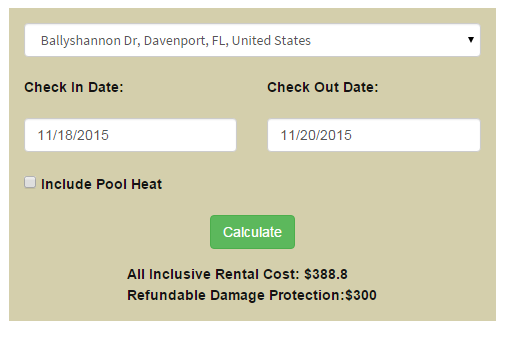 Ballyshannon Dr, Davenport, FL, United States
Check In Date: Check Out Date:
11/18/2015 11/20/2015
Include Pool Heat
Calculate
All Inclusive Rental Cost: $388.8
Refundable Damage Protection:$300